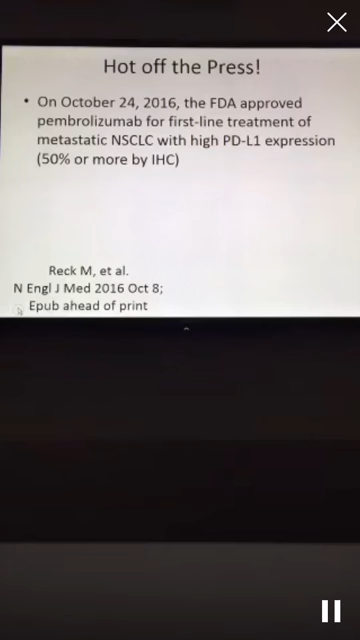 Hot off the Press!
• On October 24, 2016, the FDA approved
pembrolizumab for first-line treatment of
metastatic NSCLC with high PD-L1 expression
(50% or more by IHC)
Reck M, et al.
N Engl J Med 2016 Oct 8;
Epub ahead of print